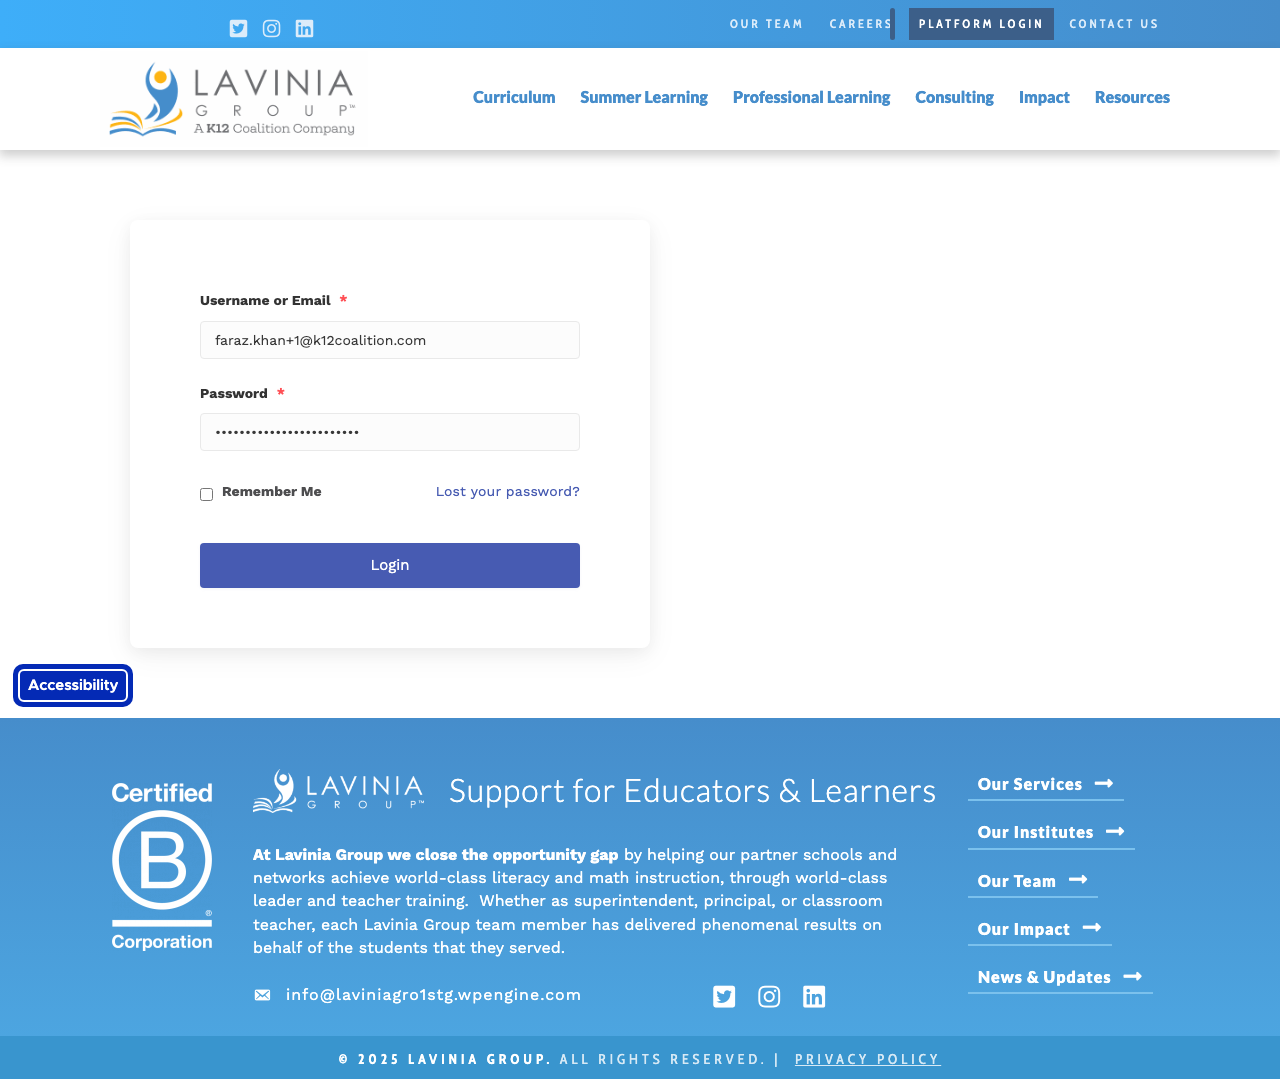 OUR TEAM CAREERS PLATFORM LOGIN CONTACT US
LAVINIA
GROUP™
A K12 Coalition Company
Curriculum Summer Learning Professional Learning Consulting Impact Resources
Username or Email *
faraz.khan+1@k12coalition.com
Password *
••••••••••••••••••••••••
Remember Me Lost your password?
Login
Accessibility
Certified
B
®
Corporation
LAVINIA
GROUP™
Support for Educators & Learners
At Lavinia Group we close the opportunity gap by helping our partner schools and
networks achieve world-class literacy and math instruction, through world-class
leader and teacher training.  Whether as superintendent, principal, or classroom
teacher, each Lavinia Group team member has delivered phenomenal results on
behalf of the students that they served.
info@laviniagro1stg.wpengine.com
Our Services
Our Institutes
Our Team
Our Impact
News & Updates
© 2025 LAVINIA GROUP. ALL RIGHTS RESERVED. | PRIVACY POLICY